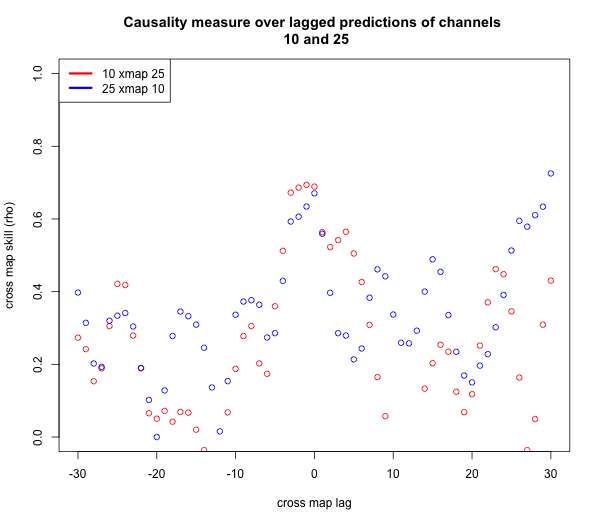 Causality measure over lagged predictions of channels
10 and 25
10 xmap 25
25 xmap 10
1.0
0.8
0.6
0.4
0.2
0.0
cross map skill (rho)
-30 -20 -10 0 10 20 30
cross map lag